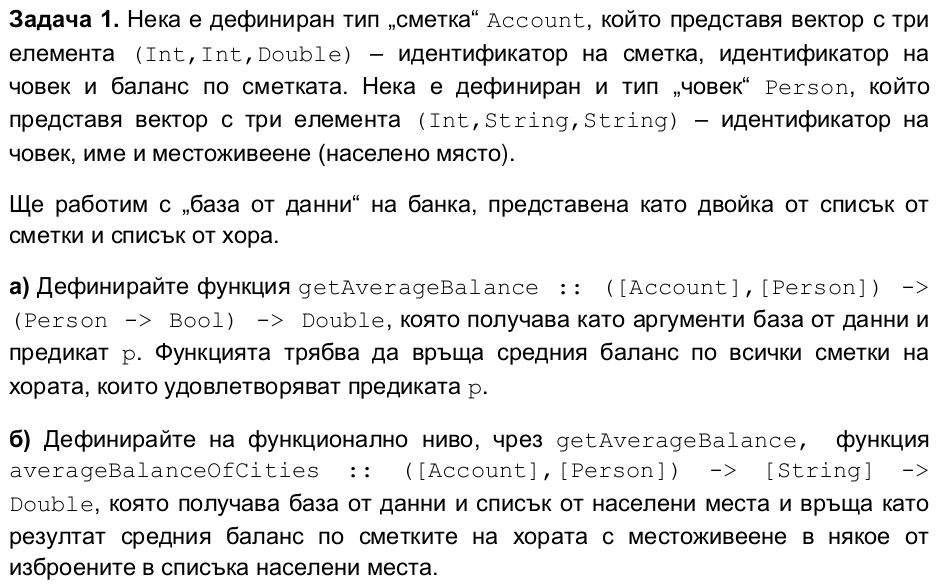 Задача 1. Нека е дефиниран тип „сметка“ Account, който представя вектор с три
елемента (Int,Int,Double) – идентификатор на сметка, идентификатор на
човек и баланс по сметката. Нека е дефиниран и тип „човек“ Person, който
представя вектор с три елемента (Int,String,String) – идентификатор на
човек, име и местоживеене (населено място).
Ще работим с „база от данни“ на банка, представена като двойка от списък от
сметки и списък от хора.
а) Дефинирайте функция getAverageBalance :: ([Account],[Person]) ->
(Person -> Bool) -> Double, която получава като аргументи база от данни и
предикат p. Функцията трябва да връща средния баланс по всички сметки на
хората, които удовлетворяват предиката p.
б) Дефинирайте на функционално ниво, чрез getAverageBalance, функция
averageBalanceOfCities :: ([Account],[Person]) -> [String] ->
Double, която получава база от данни и списък от населени места и връща като
резултат средния баланс по сметките на хората с местоживеене в някое от
изброените в списъка населени места.